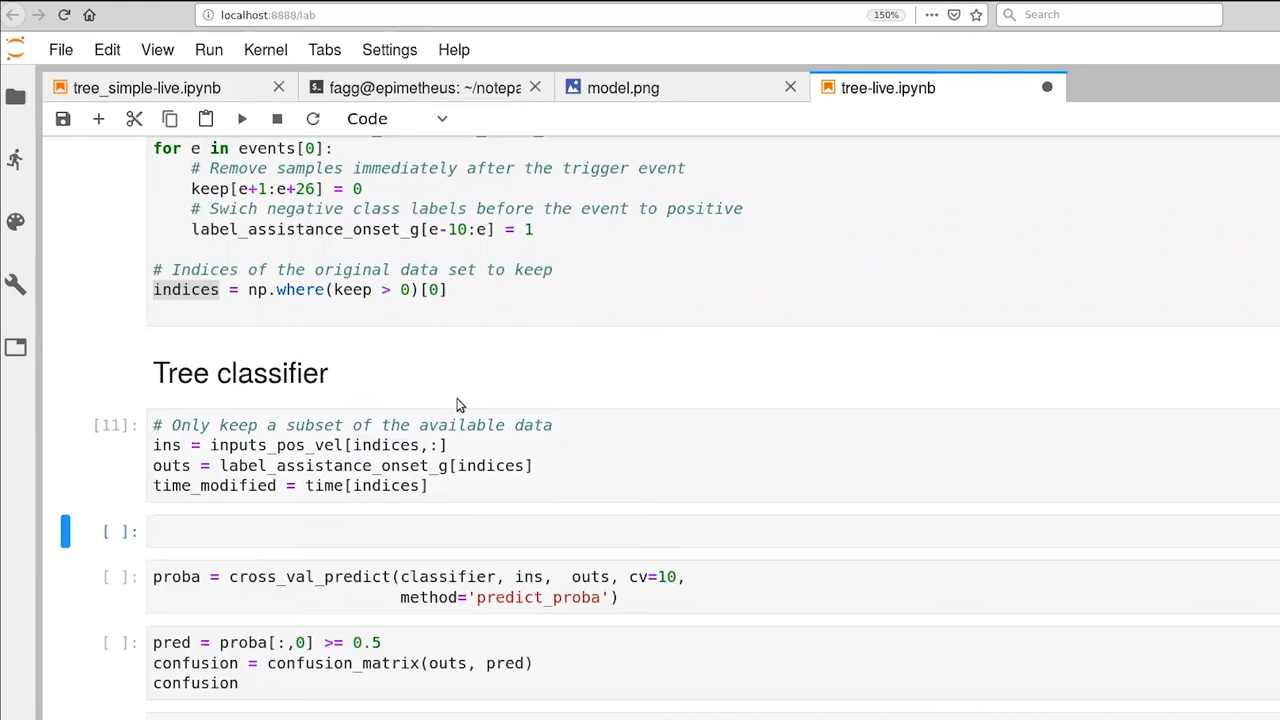 localhost:8888/lab
150%
Search
File Edit View Run Kernel Tabs Settings Help
tree_simple-live.ipynb
fagg@epimetheus: ~/notepa
model.png
tree-live.ipynb
Code
for e in events[0]:
# Remove samples immediately after the trigger event
keep[e+1:e+26] = 0
# Swich negative class labels before the event to positive
label_assistance_onset_g[e-10:e] = 1
# Indices of the original data set to keep
indices = np.where(keep > 0)[0]
Tree classifier
[11]:
# Only keep a subset of the available data
ins = inputs_pos_vel[indices,:]
outs = label_assistance_onset_g[indices]
time_modified = time[indices]
[ ]:
[ ]:
proba = cross_val_predict(classifier, ins,  outs, cv=10,
method='predict_proba')
[ ]:
pred = proba[:,0] >= 0.5
confusion = confusion_matrix(outs, pred)
confusion